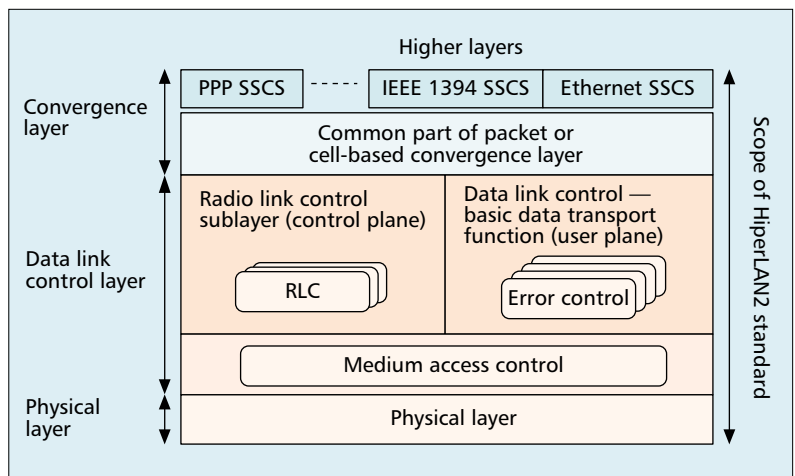 Higher layers
Convergence
layer
PPP SSCS
IEEE 1394 SSCS
Ethernet SSCS
Common part of packet or
cell-based convergence layer
Data link
control layer
Radio link control
sublayer (control plane)
RLC
Data link control —
basic data transport
function (user plane)
Error control
Medium access control
Physical
layer
Physical layer
Scope of HiperLAN2 standard